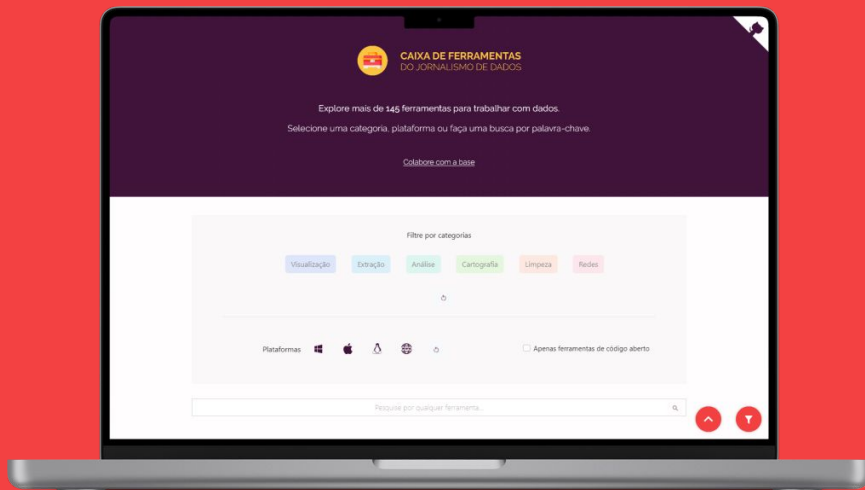 CAIXA DE FERRAMENTAS
DO JORNALISMO DE DADOS
Explore mais de 145 ferramentas para trabalhar com dados.
Selecione uma categoria, plataforma ou faça uma busca por palavra-chave.
Colabore com a base
Filtre por categorias
Visualização Extração Análise Cartografia Limpeza Redes
Plataformas Apenas ferramentas de código aberto
Pesquise por qualquer ferramenta...